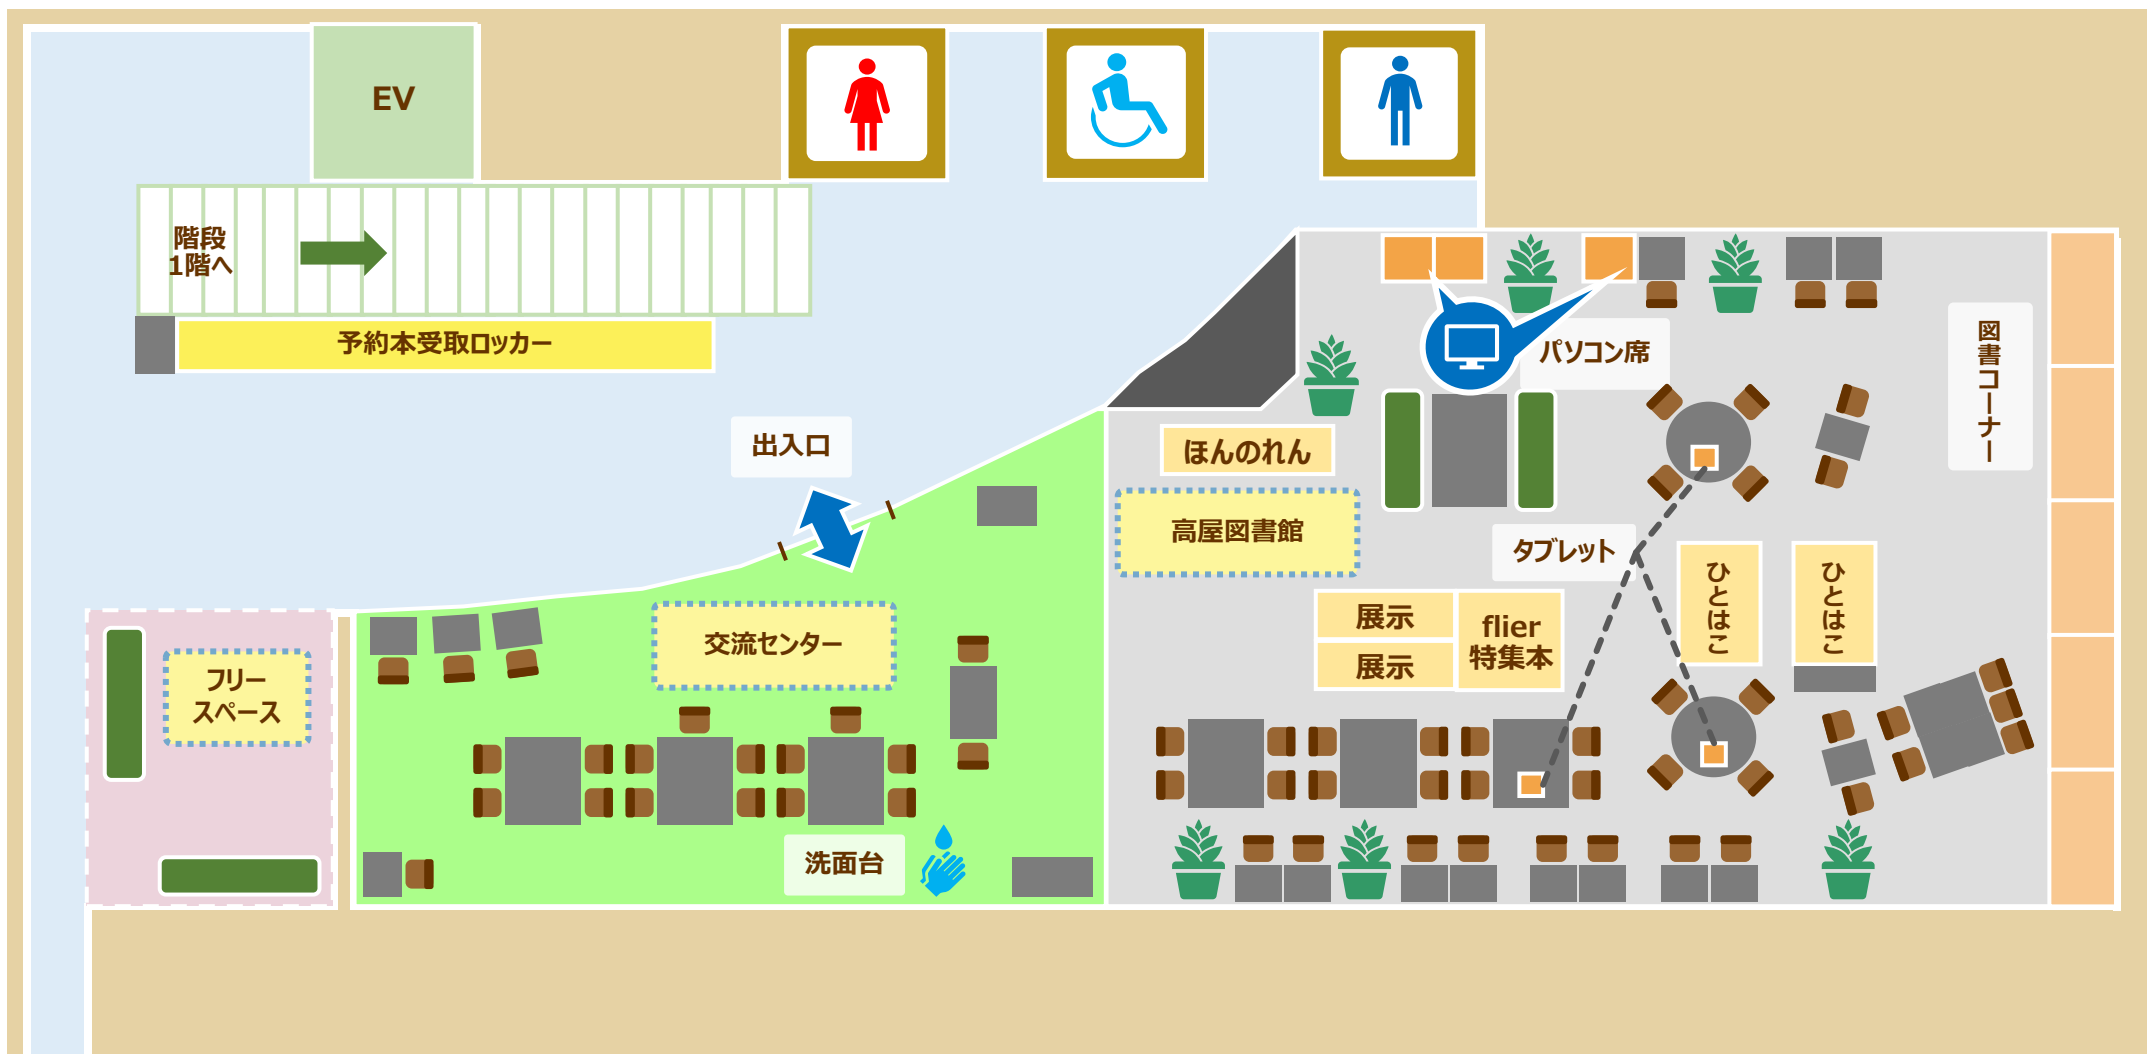 EV
階段
1階へ
予約本受取ロッカー
出入口
パソコン席
図書コーナー
ほんのれん
高屋図書館
タブレット
ひとはこ
ひとはこ
展示
展示
flier
特集本
交流センター
フリー
スペース
洗面台